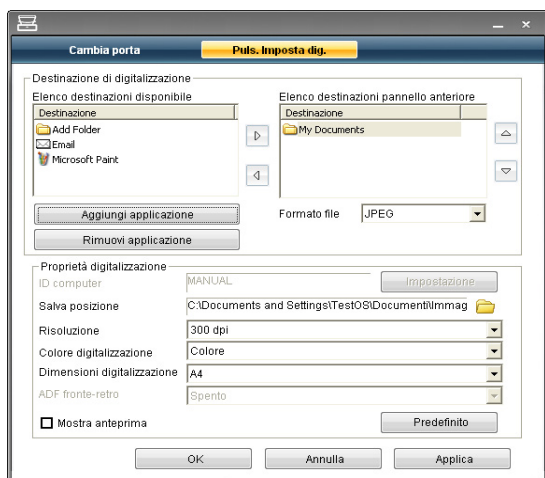 Cambia porta
Puls. Imposta dig.
Destinazione di digitalizzazione
Elenco destinazioni disponibile
Elenco destinazioni pannello anteriore
Destinazione
Add Folder
Email
Microsoft Paint
Destinazione
My Documents
Aggiungi applicazione
Formato file JPEG
Rimuovi applicazione
Proprietà digitalizzazione
ID computer MANUAL Impostazione
Salva posizione C:\Documents and Settings\TestOS\Documenti\Immag
Risoluzione 300 dpi
Colore digitalizzazione Colore
Dimensioni digitalizzazione A4
ADF fronte-retro Spento
Mostra anteprima Predefinito
OK Annulla Applica